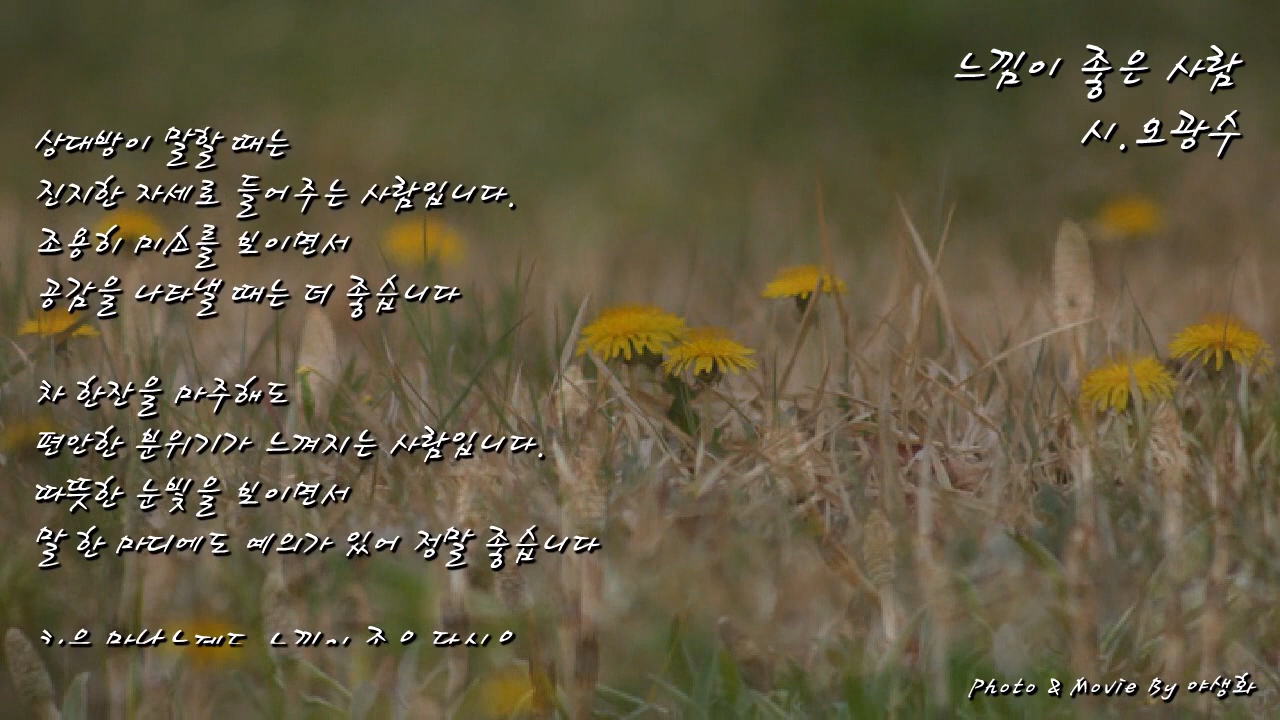 느낌이 좋은 사람
시.오광수
상대방이 말할 때는
진지한 자세로 들어주는 사람입니다.
조용히 미소를 보이면서
공감을 나타낼 때는 더 좋습니다
차 한잔을 마주해도
편안한 분위기가 느껴지는 사람입니다.
따뜻한 눈빛을 보이면서
말 한 마디에도 예의가 있어 정말 좋습니다
Photo & Movie By 야생화